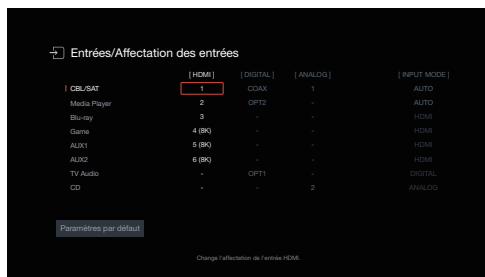 Entrées/Affectation des entrées
[ HDMI ] [ DIGITAL ] [ ANALOG ] [ INPUT MODE ]
CBL/SAT 1 COAX 1 AUTO
Media Player 2 OPT2 - AUTO
Blu-ray 3 - - HDMI
Game 4 (8K) - - HDMI
AUX1 5 (8K) - - HDMI
AUX2 6 (8K) - - HDMI
TV Audio - OPT1 - DIGITAL
CD - - 2 ANALOG
Paramètres par défaut
Change l'affectation de l'entrée HDMI.